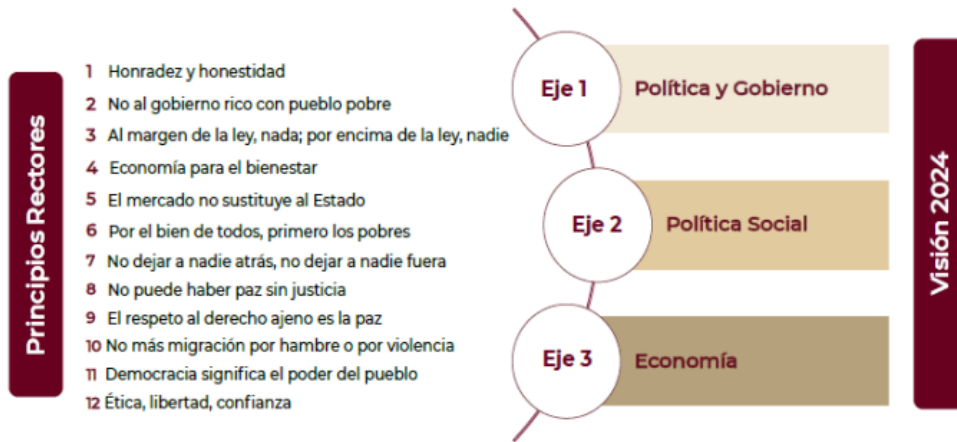 Principios Rectores
1 Honradez y honestidad
2 No al gobierno rico con pueblo pobre
3 Al margen de la ley, nada; por encima de la ley, nadie
4 Economía para el bienestar
5 El mercado no sustituye al Estado
6 Por el bien de todos, primero los pobres
7 No dejar a nadie atrás, no dejar a nadie fuera
8 No puede haber paz sin justicia
9 El respeto al derecho ajeno es la paz
10 No más migración por hambre o por violencia
11 Democracia significa el poder del pueblo
12 Ética, libertad, confianza
Eje 1 Política y Gobierno
Eje 2 Política Social
Eje 3 Economía
Visión 2024